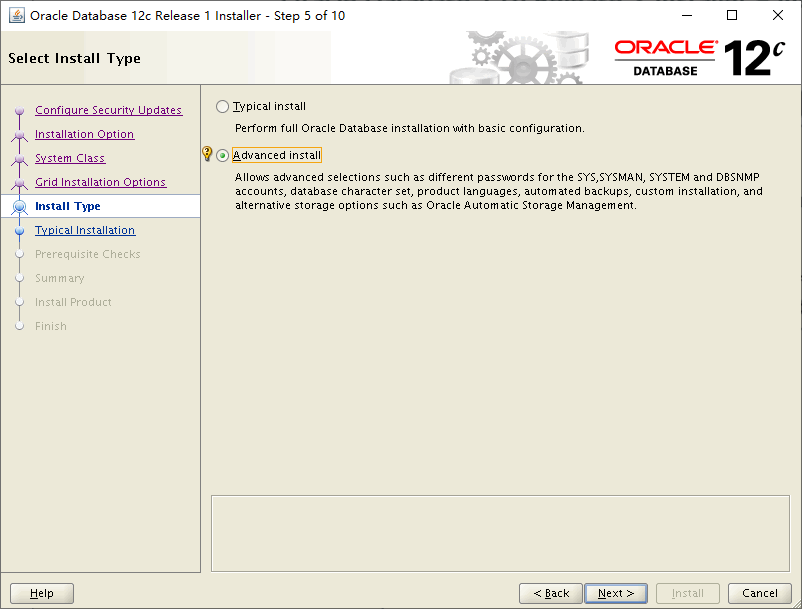 Oracle Database 12c Release 1 Installer - Step 5 of 10
Select Install Type
ORACLE
DATABASE
12c
Configure Security Updates
Installation Option
System Class
Grid Installation Options
Install Type
Typical Installation
Prerequisite Checks
Summary
Install Product
Finish
Typical install
Perform full Oracle Database installation with basic configuration.
Advanced install
Allows advanced selections such as different passwords for the SYS,SYSMAN, SYSTEM and DBSNMP
accounts, database character set, product languages, automated backups, custom installation, and
alternative storage options such as Oracle Automatic Storage Management.
Help
< Back
Next >
Install
Cancel